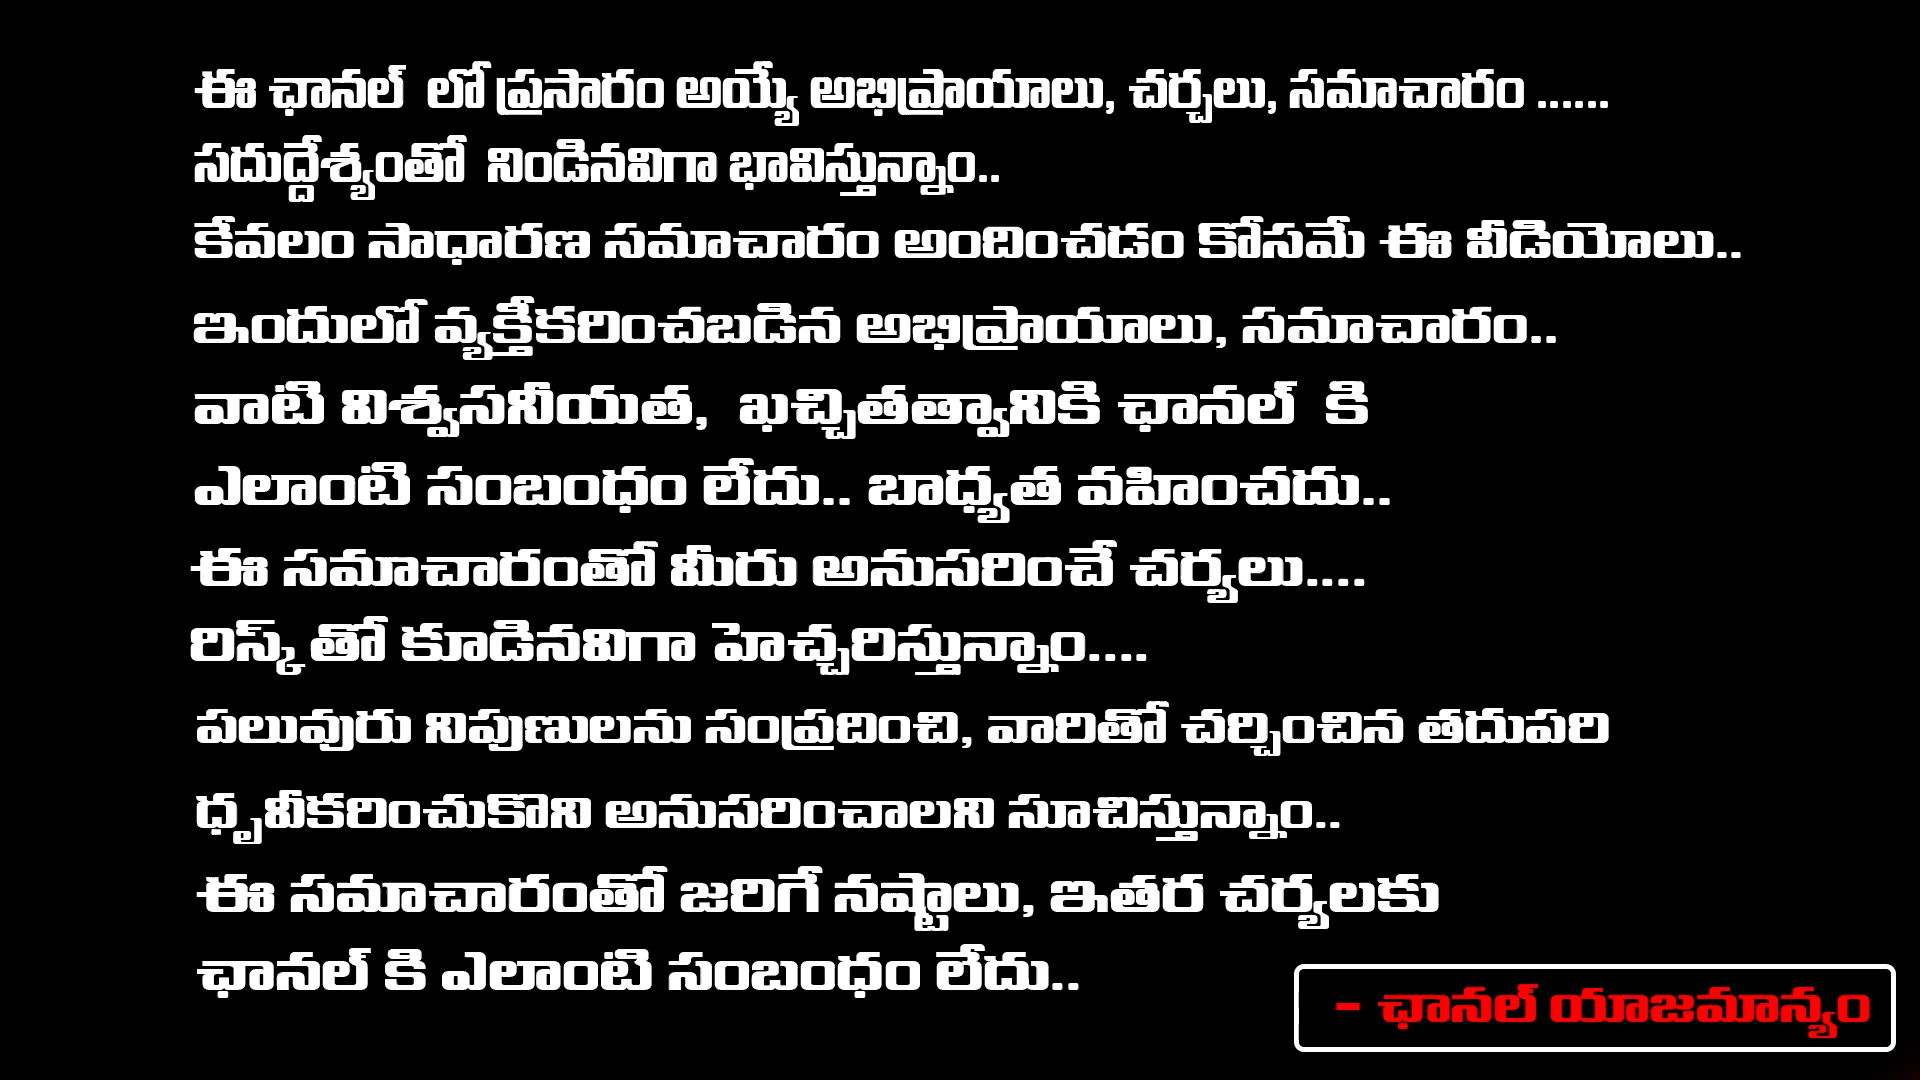 ఈ ఛానల్ లో ప్రసారం అయ్యే అభిప్రాయాలు, చర్చలు, సమాచారం ......
సదుద్దేశ్యంతో నిండినవిగా భావిస్తున్నాం..
కేవలం సాధారణ సమాచారం అందించడం కోసమే ఈ వీడియోలు..
ఇందులో వ్యక్తీకరించబడిన అభిప్రాయాలు, సమాచారం..
వాటి విశ్వసనీయత, ఖచ్చితత్వానికి ఛానల్ కి
ఎలాంటి సంబంధం లేదు.. బాధ్యత వహించదు..
ఈ సమాచారంతో మీరు అనుసరించే చర్యలు....
రిస్క్ తో కూడినవిగా హెచ్చరిస్తున్నాం....
పలువురు నిపుణులను సంప్రదించి, వారితో చర్చించిన తదుపరి
ధృవీకరించుకొని అనుసరించాలని సూచిస్తున్నాం..
ఈ సమాచారంతో జరిగే నష్టాలు, ఇతర చర్యలకు
ఛానల్ కి ఎలాంటి సంబంధం లేదు..
- ఛానల్ యాజమాన్యం